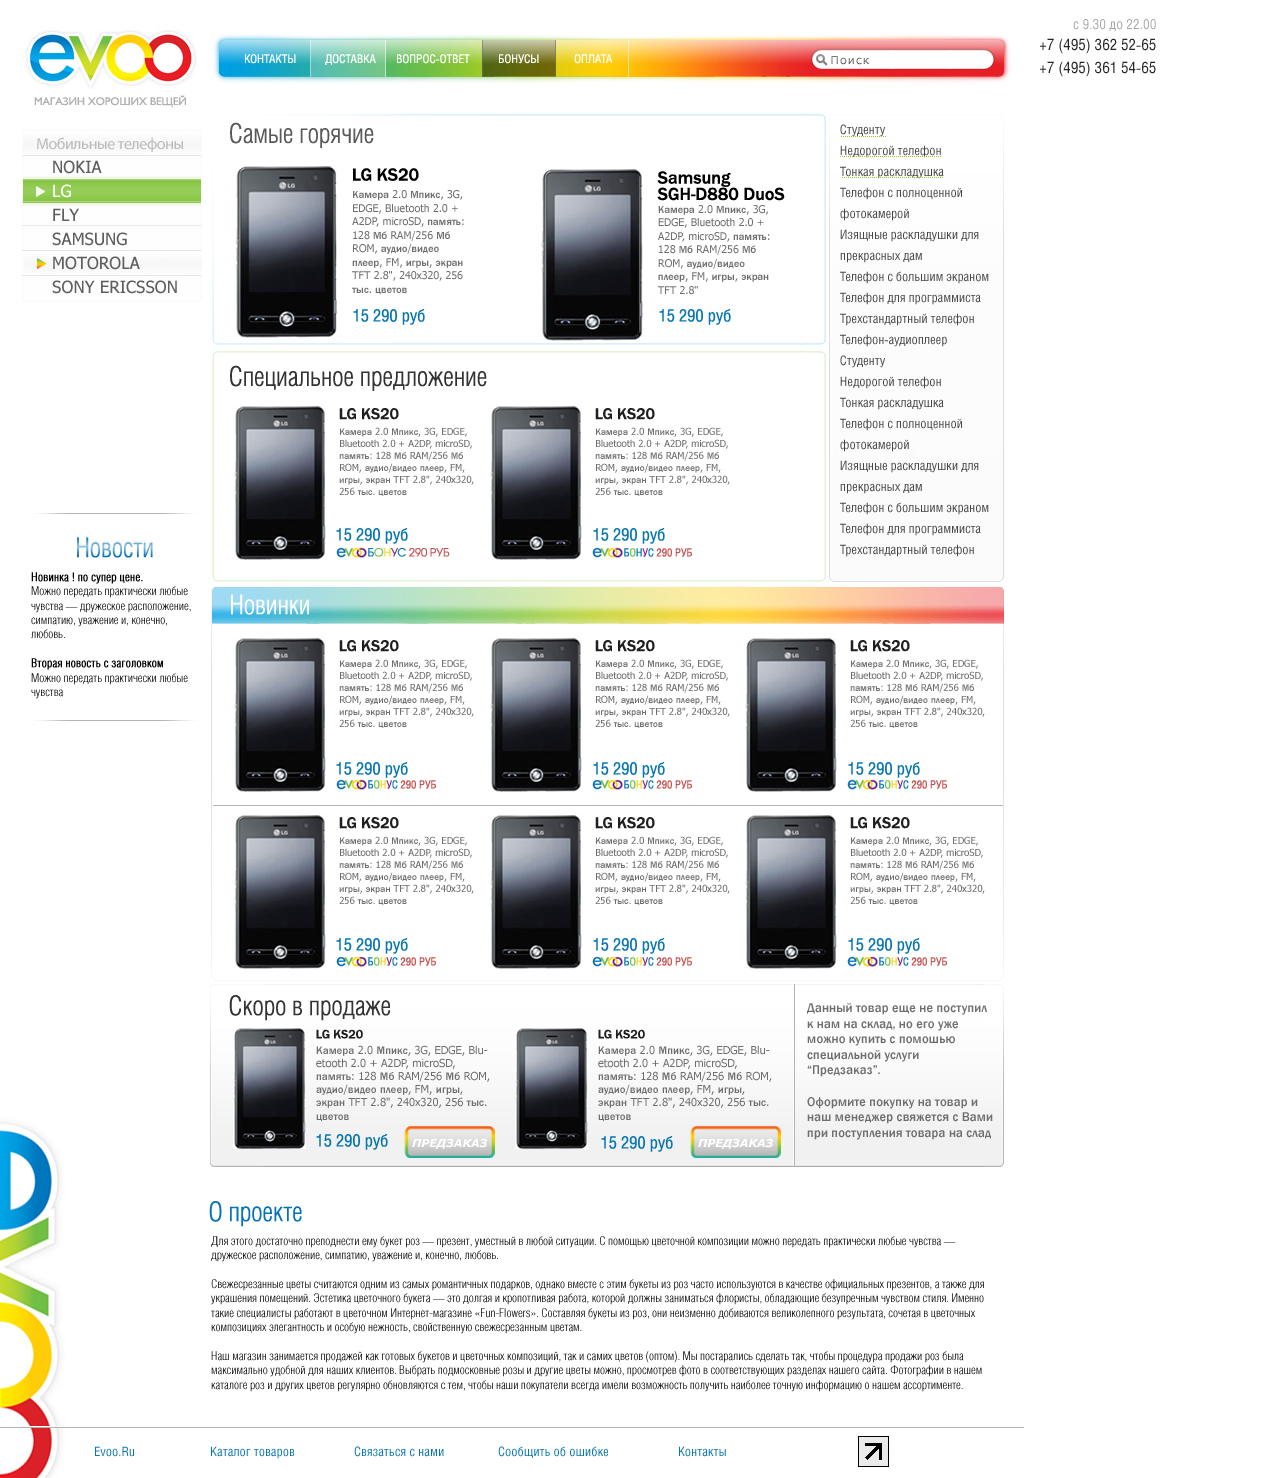 с 9.30 до 22.00
+7 (495) 362 52-65
+7 (495) 361 54-65
evoo
МАГАЗИН ХОРОШИХ ВЕЩЕЙ
КОНТАКТЫ
ДОСТАВКА
ВОПРОС-ОТВЕТ
БОНУСЫ
ОПЛАТА
Поиск
Мобильные телефоны
NOKIA
LG
FLY
SAMSUNG
MOTOROLA
SONY ERICSSON
Новости
Новинка ! по супер цене.
Можно передать практически любые
чувства — дружеское расположение,
симпатию, уважение и, конечно,
любовь.
Вторая новость с заголовком
Можно передать практически любые
чувства
Самые горячие
LG KS20
Камера 2.0 Мпикс, 3G,
EDGE, Bluetooth 2.0 +
A2DP, microSD, память:
128 Мб RAM/256 Мб
ROM, аудио/видео
плеер, FM, игры, экран
TFT 2.8", 240x320, 256
тыс. цветов
15 290 руб
Samsung
SGH-D880 DuoS
Камера 2.0 Мпикс, 3G,
EDGE, Bluetooth 2.0 +
A2DP, microSD, память:
128 Мб RAM/256 Мб
ROM, аудио/видео
плеер, FM, игры, экран
TFT 2.8"
15 290 руб
Студенту
Недорогой телефон
Тонкая раскладушка
Телефон с полноценной
фотокамерой
Изящные раскладушки для
прекрасных дам
Телефон с большим экраном
Телефон для программиста
Трехстандартный телефон
Телефон-аудиоплеер
Студенту
Недорогой телефон
Тонкая раскладушка
Телефон с полноценной
фотокамерой
Изящные раскладушки для
прекрасных дам
Телефон с большим экраном
Телефон для программиста
Трехстандартный телефон
Специальное предложение
LG KS20
Камера 2.0 Мпикс, 3G, EDGE,
Bluetooth 2.0 + A2DP, microSD,
память: 128 Мб RAM/256 Мб
ROM, аудио/видео плеер, FM,
игры, экран TFT 2.8", 240x320,
256 тыс. цветов
15 290 руб
evooБОНУС 290 РУБ
LG KS20
Камера 2.0 Мпикс, 3G, EDGE,
Bluetooth 2.0 + A2DP, microSD,
память: 128 Мб RAM/256 Мб
ROM, аудио/видео плеер, FM,
игры, экран TFT 2.8", 240x320,
256 тыс. цветов
15 290 руб
evooБОНУС 290 РУБ
Новинки
LG KS20
Камера 2.0 Мпикс, 3G, EDGE,
Bluetooth 2.0 + A2DP, microSD,
память: 128 Мб RAM/256 Мб
ROM, аудио/видео плеер, FM,
игры, экран TFT 2.8", 240x320,
256 тыс. цветов
15 290 руб
evooБОНУС 290 РУБ
LG KS20
Камера 2.0 Мпикс, 3G, EDGE,
Bluetooth 2.0 + A2DP, microSD,
память: 128 Мб RAM/256 Мб
ROM, аудио/видео плеер, FM,
игры, экран TFT 2.8", 240x320,
256 тыс. цветов
15 290 руб
evooБОНУС 290 РУБ
LG KS20
Камера 2.0 Мпикс, 3G, EDGE,
Bluetooth 2.0 + A2DP, microSD,
память: 128 Мб RAM/256 Мб
ROM, аудио/видео плеер, FM,
игры, экран TFT 2.8", 240x320,
256 тыс. цветов
15 290 руб
evooБОНУС 290 РУБ
LG KS20
Камера 2.0 Мпикс, 3G, EDGE,
Bluetooth 2.0 + A2DP, microSD,
память: 128 Мб RAM/256 Мб
ROM, аудио/видео плеер, FM,
игры, экран TFT 2.8", 240x320,
256 тыс. цветов
15 290 руб
evooБОНУС 290 РУБ
LG KS20
Камера 2.0 Мпикс, 3G, EDGE,
Bluetooth 2.0 + A2DP, microSD,
память: 128 Мб RAM/256 Мб
ROM, аудио/видео плеер, FM,
игры, экран TFT 2.8", 240x320,
256 тыс. цветов
15 290 руб
evooБОНУС 290 РУБ
LG KS20
Камера 2.0 Мпикс, 3G, EDGE,
Bluetooth 2.0 + A2DP, microSD,
память: 128 Мб RAM/256 Мб
ROM, аудио/видео плеер, FM,
игры, экран TFT 2.8", 240x320,
256 тыс. цветов
15 290 руб
evooБОНУС 290 РУБ
Скоро в продаже
LG KS20
Камера 2.0 Мпикс, 3G, EDGE, Blu-
etooth 2.0 + A2DP, microSD,
память: 128 Мб RAM/256 Мб ROM,
аудио/видео плеер, FM, игры,
экран TFT 2.8", 240x320, 256 тыс.
цветов
15 290 руб
ПРЕДЗАКАЗ
LG KS20
Камера 2.0 Мпикс, 3G, EDGE, Blu-
etooth 2.0 + A2DP, microSD,
память: 128 Мб RAM/256 Мб ROM,
аудио/видео плеер, FM, игры,
экран TFT 2.8", 240x320, 256 тыс.
цветов
15 290 руб
ПРЕДЗАКАЗ
Данный товар еще не поступил
к нам на склад, но его уже
можно купить с помошью
специальной услуги
“Предзаказ”.
Оформите покупку на товар и
наш менеджер свяжется с Вами
при поступления товара на слад
О проекте
Для этого достаточно преподнести ему букет роз — презент, уместный в любой ситуации. С помощью цветочной композиции можно передать практически любые чувства —
дружеское расположение, симпатию, уважение и, конечно, любовь.
Свежесрезанные цветы считаются одним из самых романтичных подарков, однако вместе с этим букеты из роз часто используются в качестве официальных презентов, а также для
украшения помещений. Эстетика цветочного букета — это долгая и кропотливая работа, которой должны заниматься флористы, обладающие безупречным чувством стиля. Именно
такие специалисты работают в цветочном Интернет-магазине «Fun-Flowers». Составляя букеты из роз, они неизменно добиваются великолепного результата, сочетая в цветочных
композициях элегантность и особую нежность, свойственную свежесрезанным цветам.
Наш магазин занимается продажей как готовых букетов и цветочных композиций, так и самих цветов (оптом). Мы постарались сделать так, чтобы процедура продажи роз была
максимально удобной для наших клиентов. Выбрать подмосковные розы и другие цветы можно, просмотрев фото в соответствующих разделах нашего сайта. Фотографии в нашем
каталоге роз и других цветов регулярно обновляются с тем, чтобы наши покупатели всегда имели возможность получить наиболее точную информацию о нашем ассортименте.
Evoo.Ru
Каталог товаров
Связаться с нами
Сообщить об ошибке
Контакты